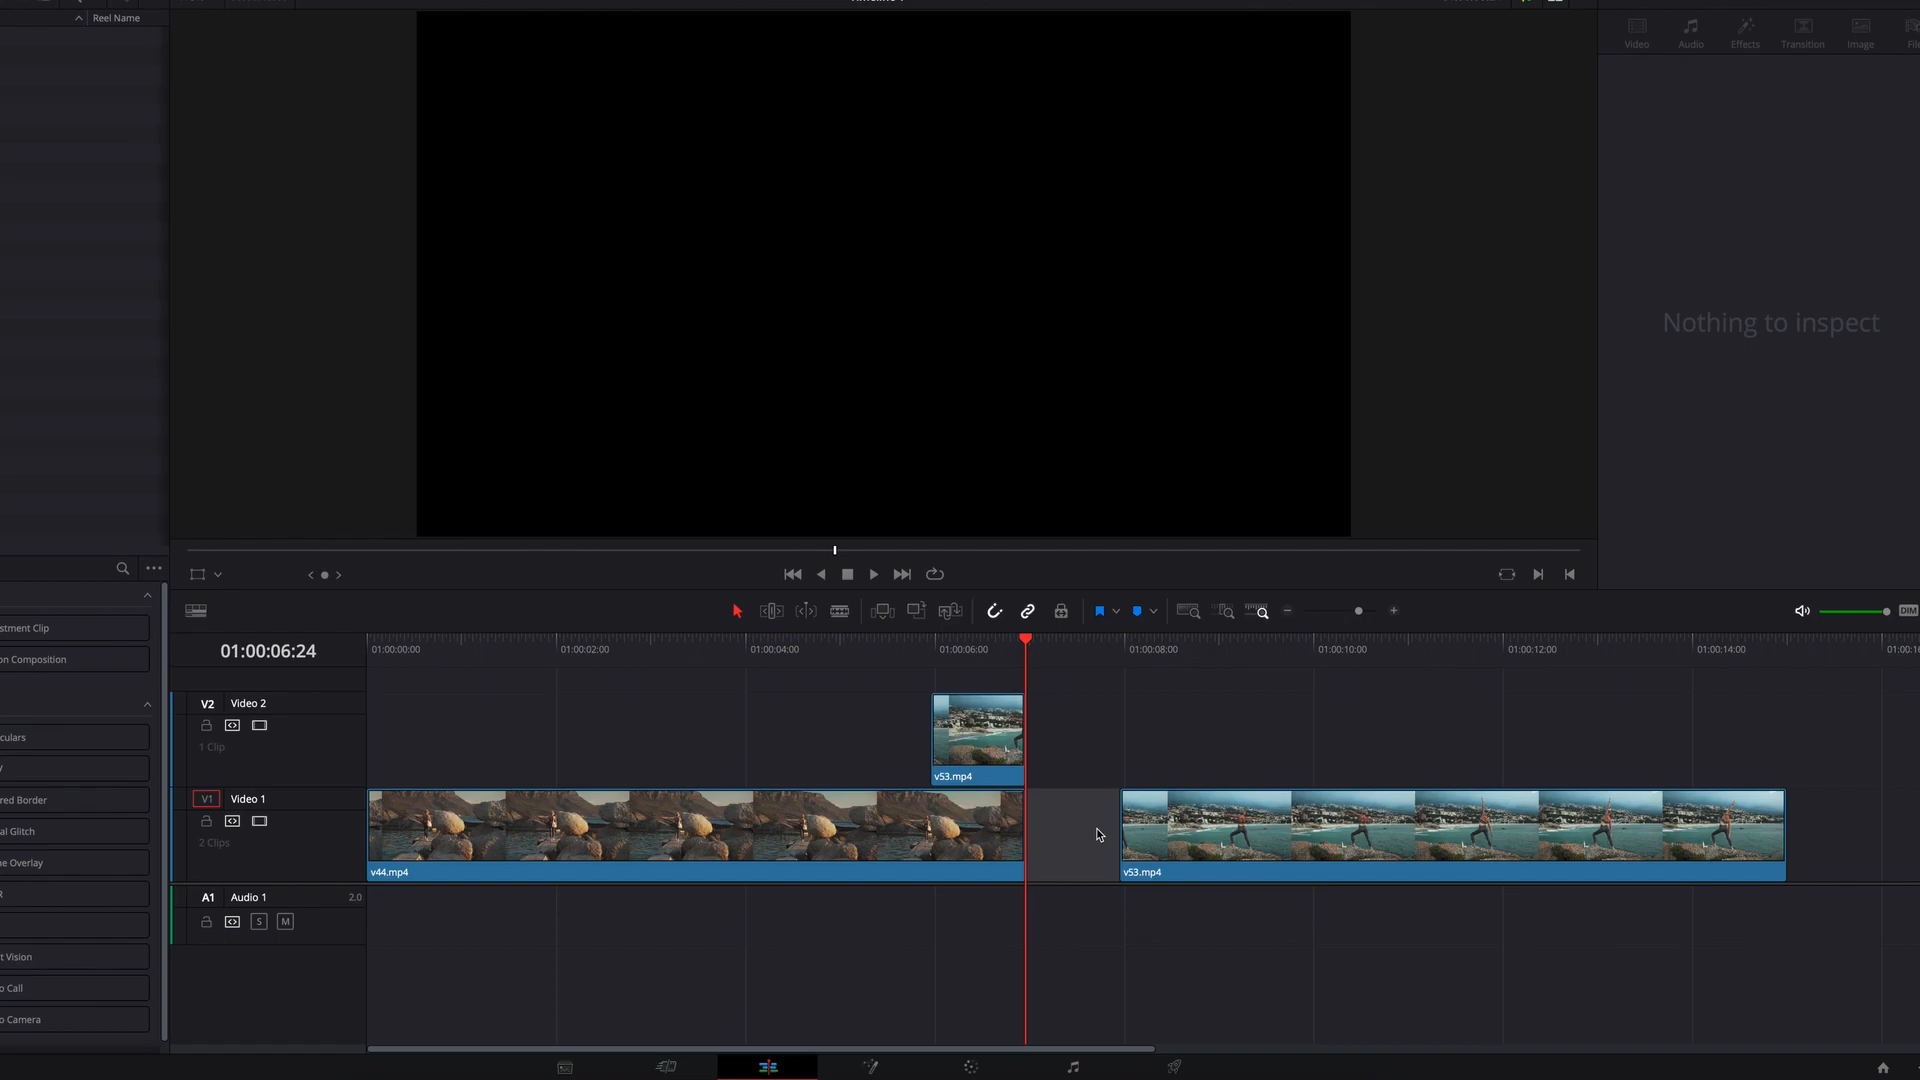 Reel Name
Video
Audio
Effects
Transition
Image
Nothing to inspect
stment Clip
on Composition
culars
y
red Border
al Glitch
ne Overlay
R
t Vision
o Call
o Camera
DIM
01:00:06:24
01:00:00:00
01:00:02:00
01:00:04:00
01:00:06:00
01:00:08:00
01:00:10:00
01:00:12:00
01:00:14:00
V2
Video 2
1 Clip
v53.mp4
V1
Video 1
2 Clips
v44.mp4
v53.mp4
A1
Audio 1
2.0
S
M